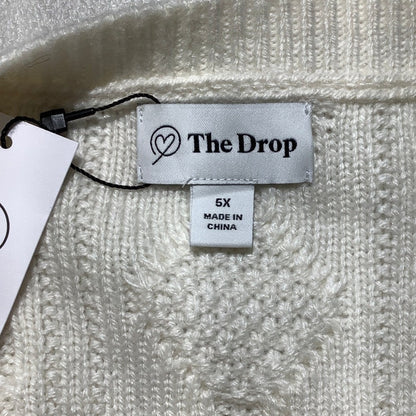 The Drop
5X
MADE IN
CHINA